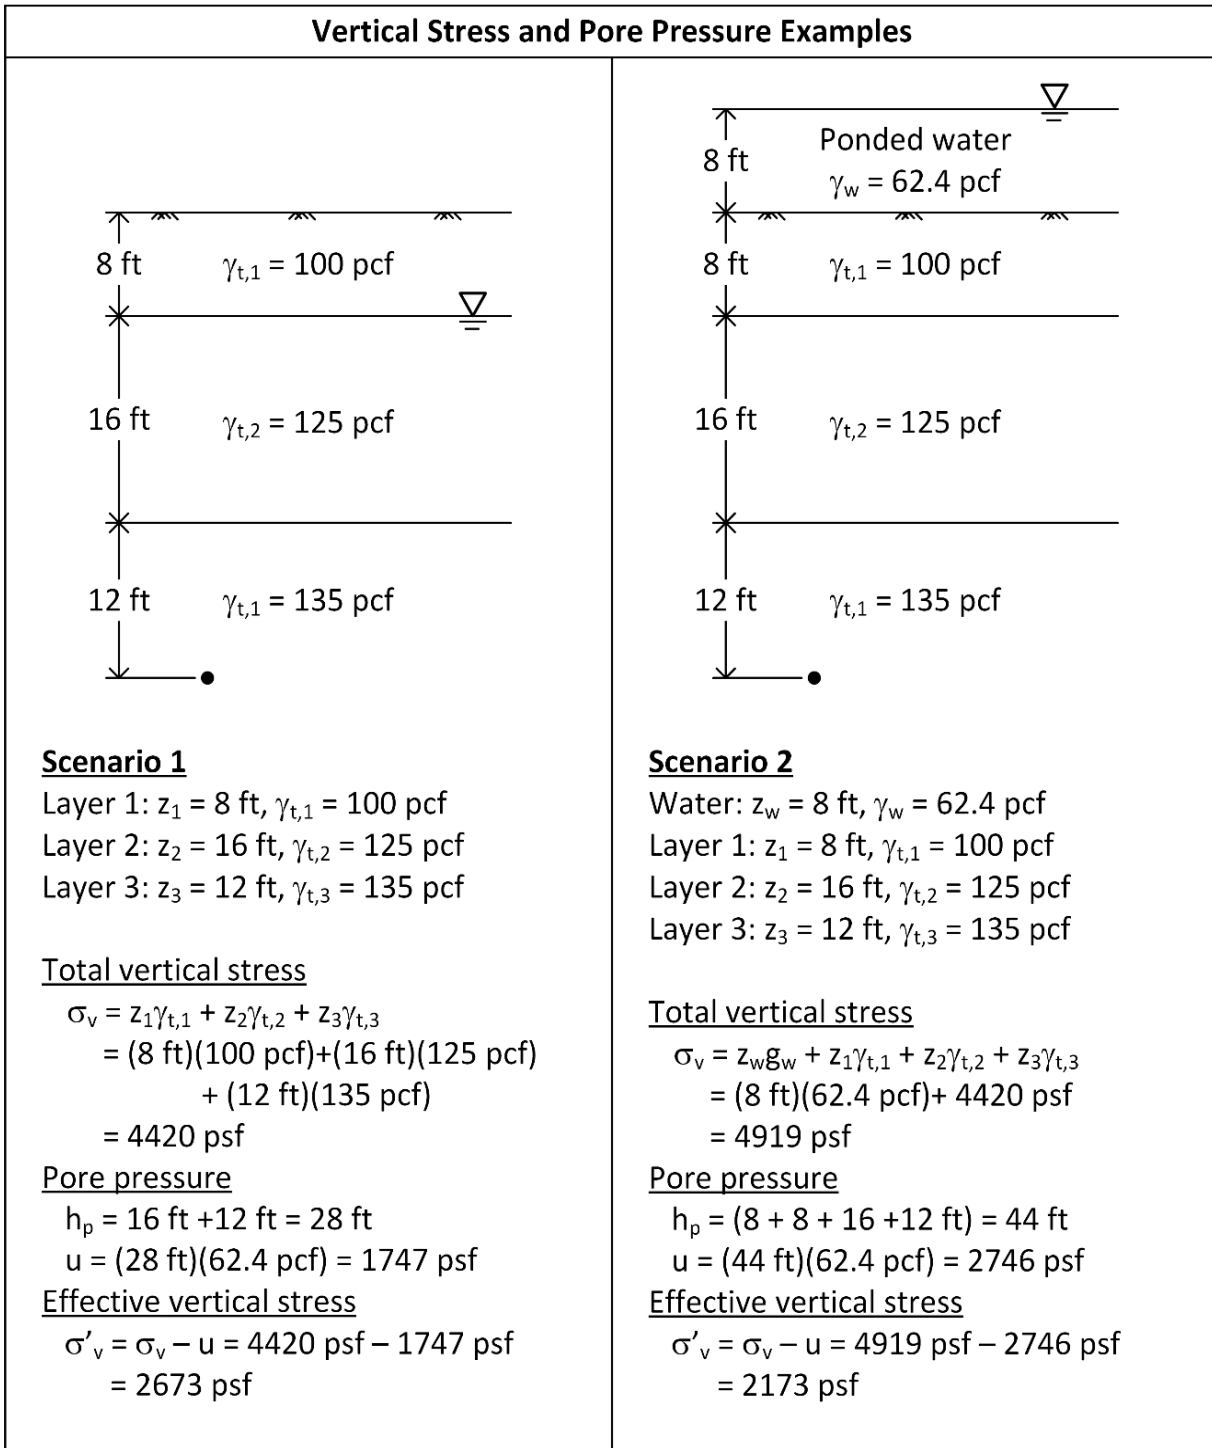 Vertical Stress and Pore Pressure Examples
8 ft
γt,1 = 100 pcf
16 ft
γt,2 = 125 pcf
12 ft
γt,1 = 135 pcf
Scenario 1
Layer 1: z1 = 8 ft, γt,1 = 100 pcf
Layer 2: z2 = 16 ft, γt,2 = 125 pcf
Layer 3: z3 = 12 ft, γt,3 = 135 pcf
Total vertical stress
σv = z1γt,1 + z2γt,2 + z3γt,3
= (8 ft)(100 pcf)+(16 ft)(125 pcf)
+ (12 ft)(135 pcf)
= 4420 psf
Pore pressure
hp = 16 ft +12 ft = 28 ft
u = (28 ft)(62.4 pcf) = 1747 psf
Effective vertical stress
σ'v = σv – u = 4420 psf – 1747 psf
= 2673 psf
8 ft
Ponded water
γw = 62.4 pcf
8 ft
γt,1 = 100 pcf
16 ft
γt,2 = 125 pcf
12 ft
γt,1 = 135 pcf
Scenario 2
Water: zw = 8 ft, γw = 62.4 pcf
Layer 1: z1 = 8 ft, γt,1 = 100 pcf
Layer 2: z2 = 16 ft, γt,2 = 125 pcf
Layer 3: z3 = 12 ft, γt,3 = 135 pcf
Total vertical stress
σv = zwgw + z1γt,1 + z2γt,2 + z3γt,3
= (8 ft)(62.4 pcf)+ 4420 psf
= 4919 psf
Pore pressure
hp = (8 + 8 + 16 +12 ft) = 44 ft
u = (44 ft)(62.4 pcf) = 2746 psf
Effective vertical stress
σ'v = σv – u = 4919 psf – 2746 psf
= 2173 psf